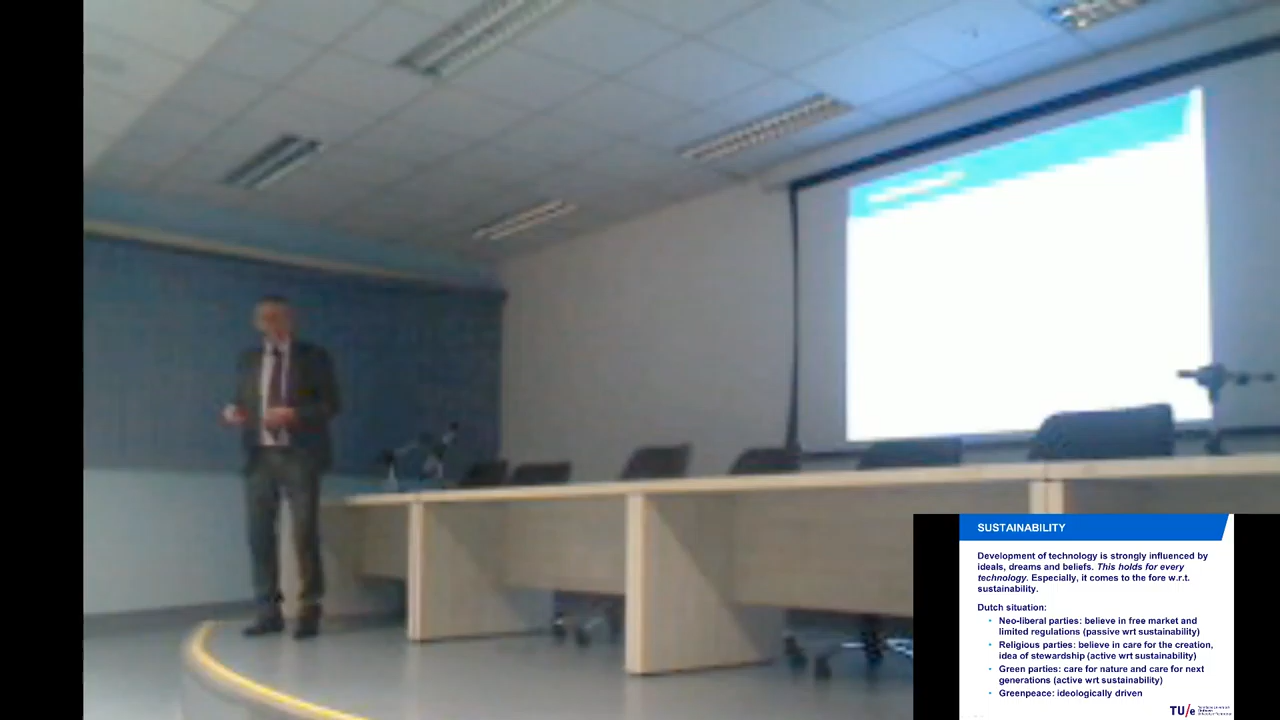 SUSTAINABILITY
Development of technology is strongly influenced by
ideals, dreams and beliefs. This holds for every
technology. Especially, it comes to the fore w.r.t.
sustainability.
Dutch situation:
• Neo-liberal parties: believe in free market and
limited regulations (passive wrt sustainability)
• Religious parties: believe in care for the creation,
idea of stewardship (active wrt sustainability)
• Green parties: care for nature and care for next
generations (active wrt sustainability)
• Greenpeace: ideologically driven
TU/e